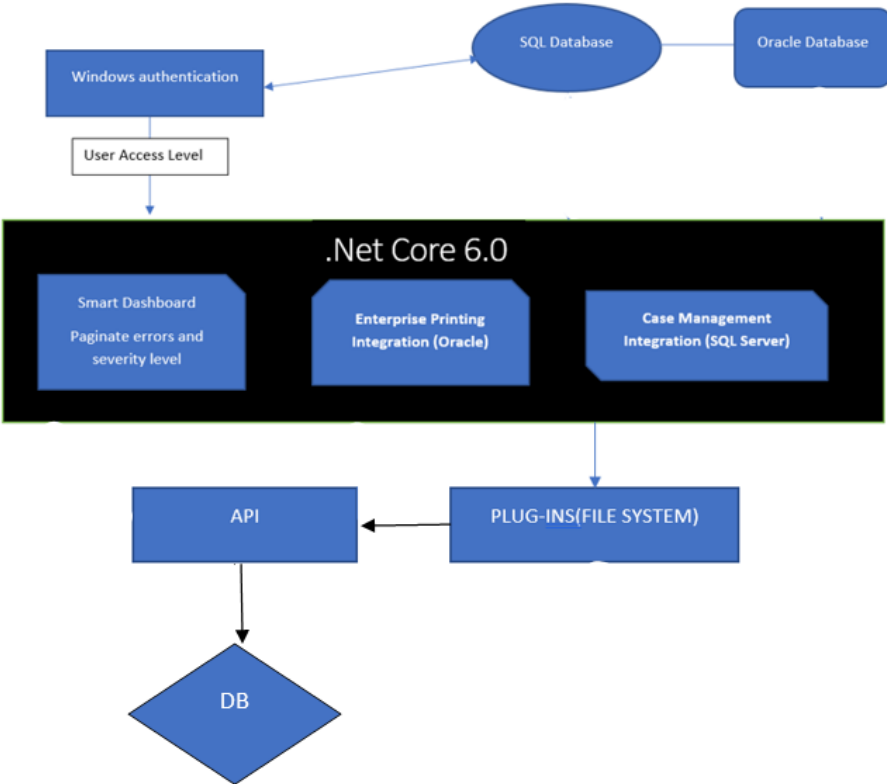 SQL Database
Oracle Database
Windows authentication
User Access Level
.Net Core 6.0
Smart Dashboard
Paginate errors and
severity level
Enterprise Printing
Integration (Oracle)
Case Management
Integration (SQL Server)
API
PLUG-INS(FILE SYSTEM)
DB